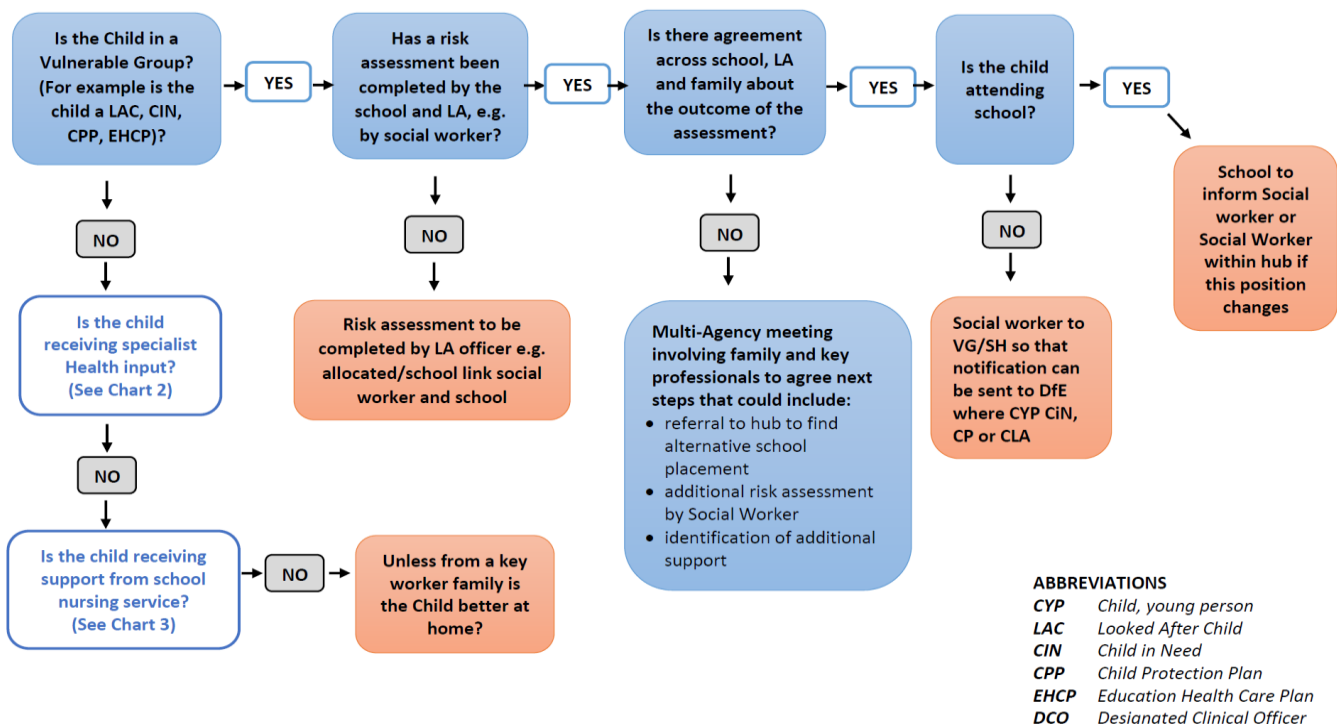 Is the Child in a
Vulnerable Group?
(For example is the
child a LAC, CIN,
CPP, EHCP)?
YES
Has a risk
assessment been
completed by the
school and LA, e.g.
by social worker?
YES
Is there agreement
across school, LA
and family about
the outcome of the
assessment?
YES
Is the child
attending
school?
YES
School to
inform Social
worker or
Social Worker
within hub if
this position
changes
NO
NO
NO
NO
Is the child
receiving specialist
Health input?
(See Chart 2)
Risk assessment to be
completed by LA officer e.g.
allocated/school link social
worker and school
Multi-Agency meeting
involving family and key
professionals to agree next
steps that could include:
• referral to hub to find
alternative school
placement
• additional risk assessment
by Social Worker
• identification of additional
support
Social worker to
VG/SH so that
notification can
be sent to DfE
where CYP CiN,
CP or CLA
NO
Is the child receiving
support from school
nursing service?
(See Chart 3)
NO
Unless from a key
worker family is
the Child better at
home?
ABBREVIATIONS
CYP Child, young person
LAC Looked After Child
CIN Child in Need
CPP Child Protection Plan
EHCP Education Health Care Plan
DCO Designated Clinical Officer